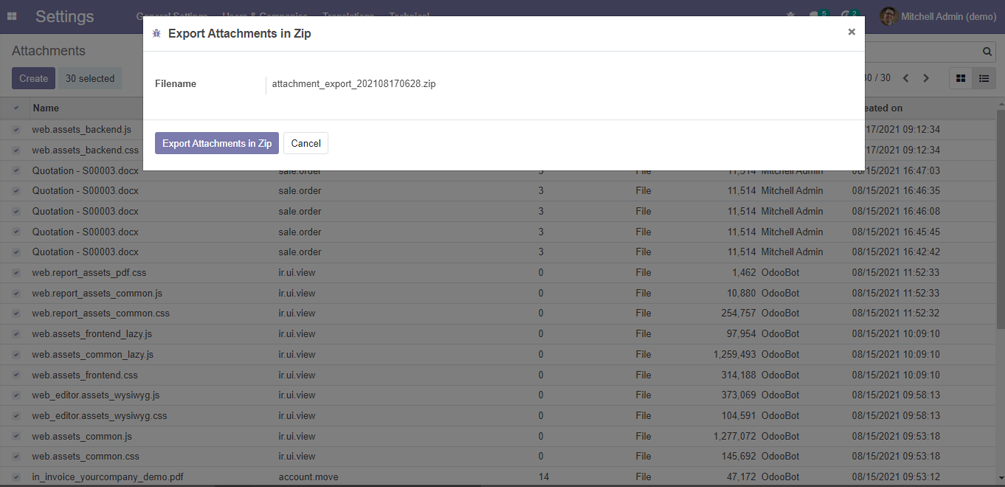 Settings General Settings Users & Companies Translations Technical 5 2 Mitchell Admin (demo)
Export Attachments in Zip ×
Attachments
Create 30 selected / 30
Filename attachment_export_202108170628.zip
Name
Export Attachments in Zip Cancel
web.assets_backend.js 17/2021 09:12:34
web.assets_backend.css 17/2021 09:12:34
Quotation - S00003.docx sale.order 3 File 11,514 Mitchell Admin 08/15/2021 16:47:03
Quotation - S00003.docx sale.order 3 File 11,514 Mitchell Admin 08/15/2021 16:46:35
Quotation - S00003.docx sale.order 3 File 11,514 Mitchell Admin 08/15/2021 16:46:08
Quotation - S00003.docx sale.order 3 File 11,514 Mitchell Admin 08/15/2021 16:45:45
Quotation - S00003.docx sale.order 3 File 11,514 Mitchell Admin 08/15/2021 16:42:42
web.report_assets_pdf.css ir.ui.view 0 File 1,462 OdooBot 08/15/2021 11:52:33
web.report_assets_common.js ir.ui.view 0 File 10,880 OdooBot 08/15/2021 11:52:33
web.report_assets_common.css ir.ui.view 0 File 254,757 OdooBot 08/15/2021 11:52:32
web.assets_frontend_lazy.js ir.ui.view 0 File 97,954 OdooBot 08/15/2021 10:09:10
web.assets_common_lazy.js ir.ui.view 0 File 1,259,493 OdooBot 08/15/2021 10:09:10
web.assets_frontend.css ir.ui.view 0 File 314,188 OdooBot 08/15/2021 10:09:10
web_editor.assets_wysiwyg.js ir.ui.view 0 File 373,069 OdooBot 08/15/2021 09:58:13
web_editor.assets_wysiwyg.css ir.ui.view 0 File 104,591 OdooBot 08/15/2021 09:58:13
web.assets_common.js ir.ui.view 0 File 1,277,072 OdooBot 08/15/2021 09:53:18
web.assets_common.css ir.ui.view 0 File 145,692 OdooBot 08/15/2021 09:53:18
in_invoice_yourcompany_demo.pdf account.move 14 File 47,172 OdooBot 08/15/2021 09:53:12